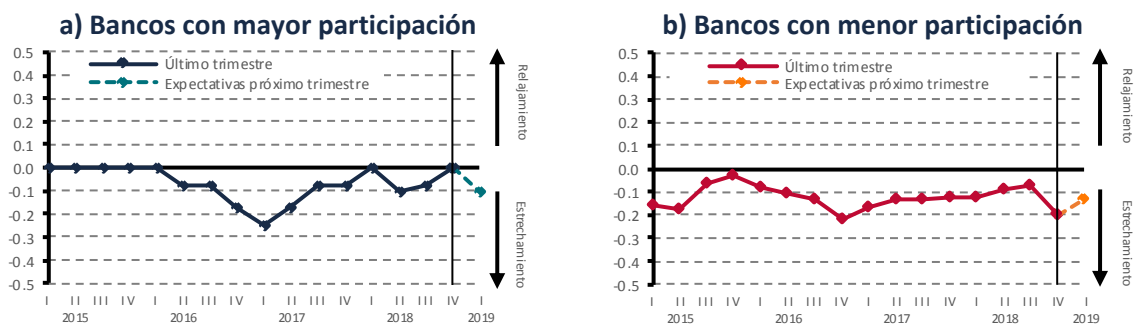 a) Bancos con mayor participación
0.5
0.4
0.3
0.2
0.1
0.0
-0.1
-0.2
-0.3
-0.4
-0.5
Último trimestre
Expectativas próximo trimestre
Relajamiento
Estrechamiento
I II III IV I II III IV I II III IV I II III IV I
2015 2016 2017 2018 2019
b) Bancos con menor participación
0.5
0.4
0.3
0.2
0.1
0.0
-0.1
-0.2
-0.3
-0.4
-0.5
Último trimestre
Expectativas próximo trimestre
Relajamiento
Estrechamiento
I II III IV I II III IV I II III IV I II III IV I
2015 2016 2017 2018 2019